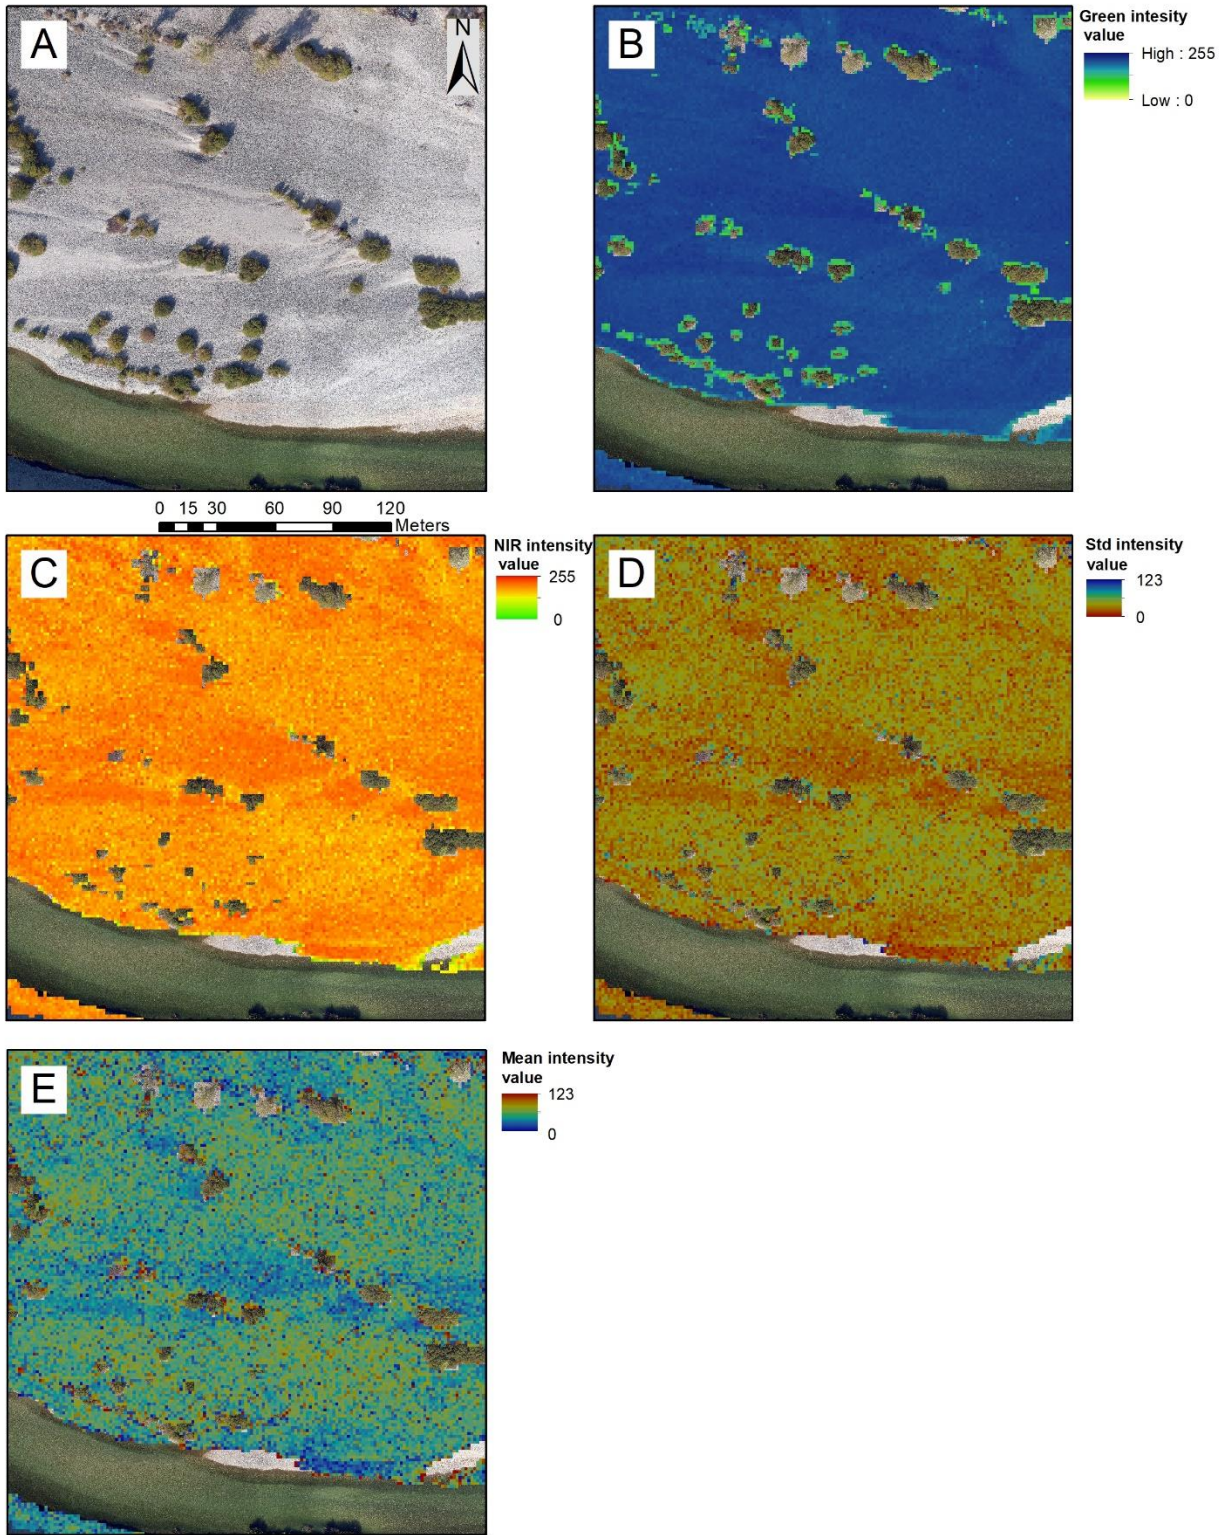 A
N
B
Green intesity
value
High : 255
Low : 0
0 15 30 60 90 120
Meters
C
NIR intensity
value
255
0
D
Std intensity
value
123
0
E
Mean intensity
value
123
0